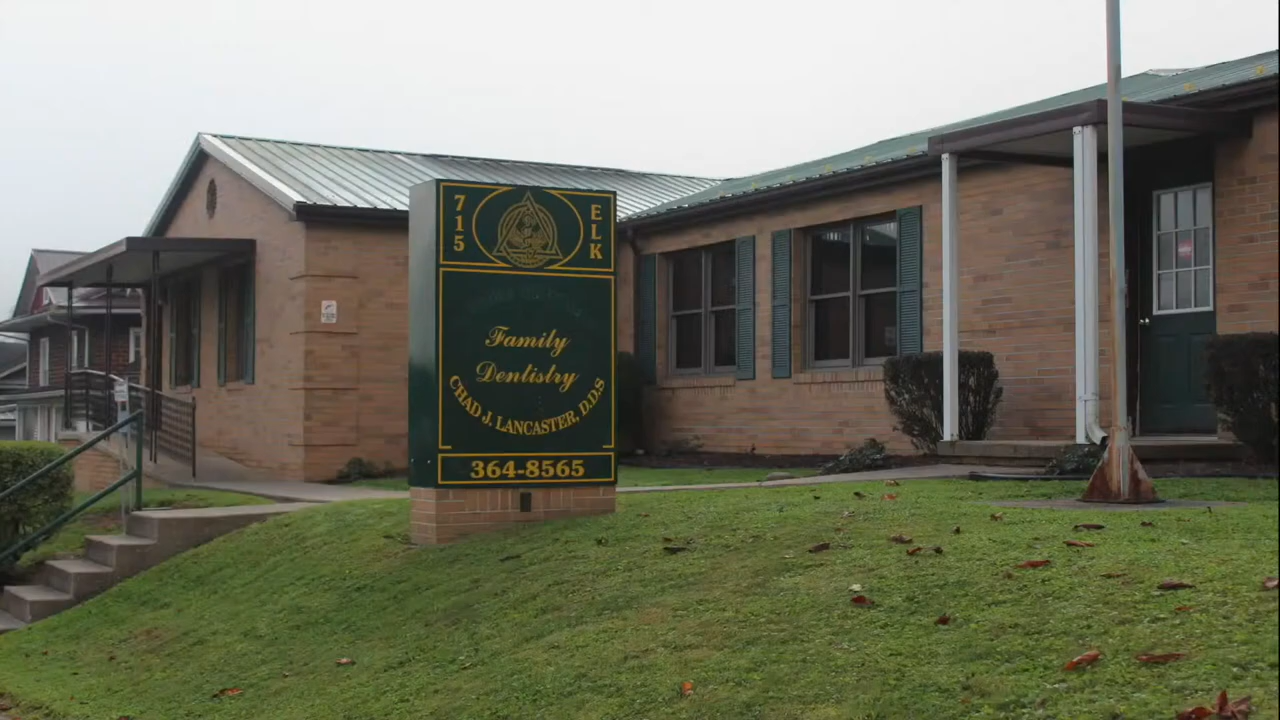 715
ELK
Family
Dentistry
CHAD J. LANCASTER, D.D.S
364-8565